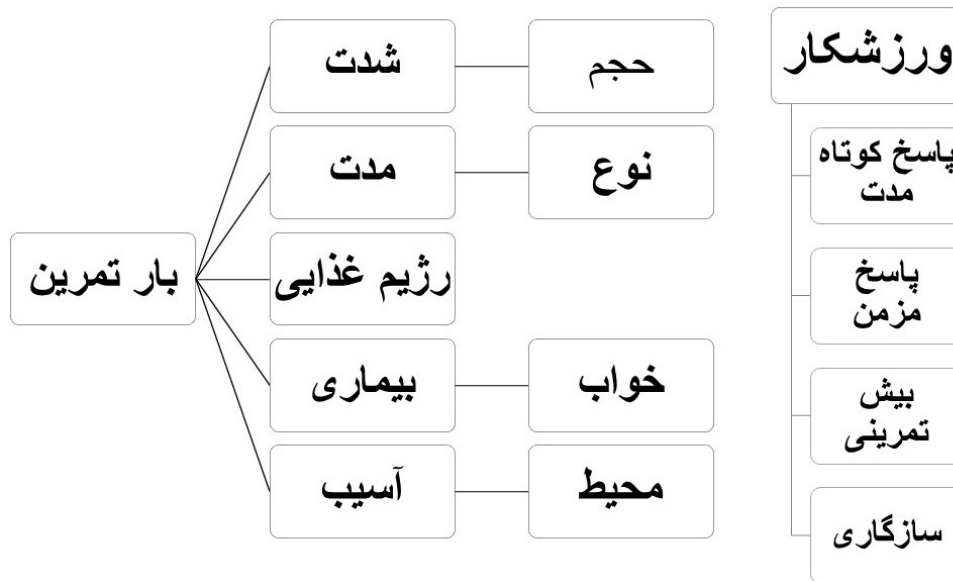 شدت
حجم
مدت
نوع
بار تمرین
رژیم غذایی
بیماری
خواب
آسیب
محیط
ورزشکار
پاسخ کوتاه
مدت
پاسخ
مزمن
بیش
تمرینی
سازگاری